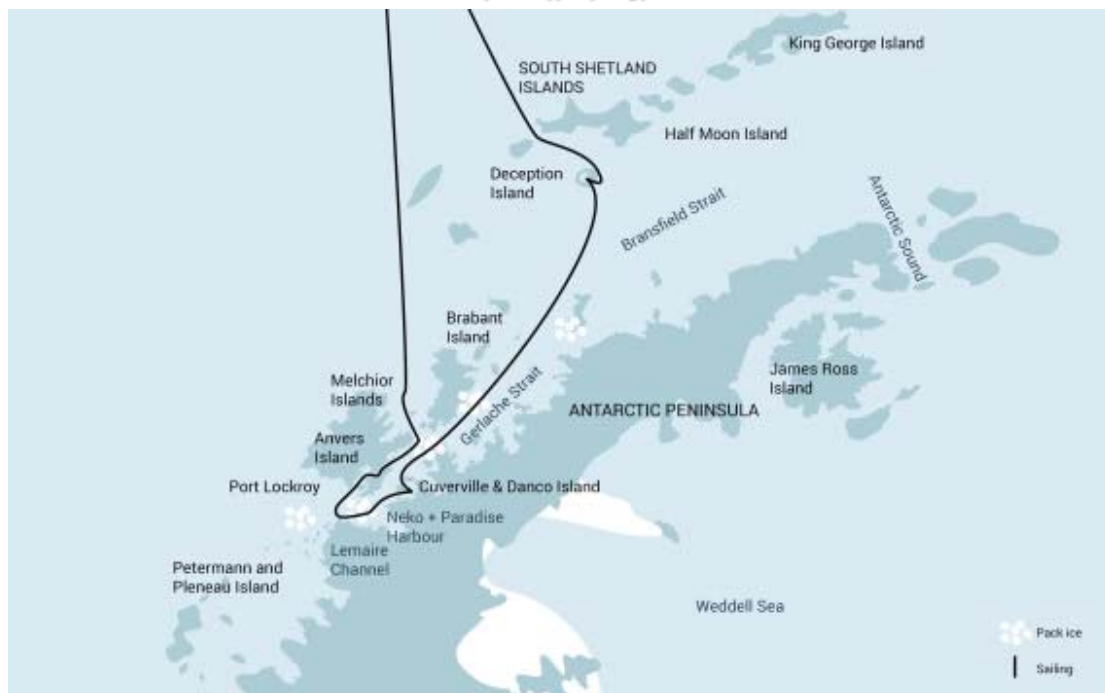 King George Island
SOUTH SHETLAND
ISLANDS
Half Moon Island
Deception
Island
Bransfield Strait
Antarctic Sound
Brabant
Island
Melchior
Islands
James Ross
Island
Gerlache Strait
ANTARCTIC PENINSULA
Anvers
Island
Port Lockroy
Cuverville & Danco Island
Neko + Paradise
Harbour
Lemaire
Channel
Petermann and
Pleneau Island
Weddell Sea
Pack ice
Sailing